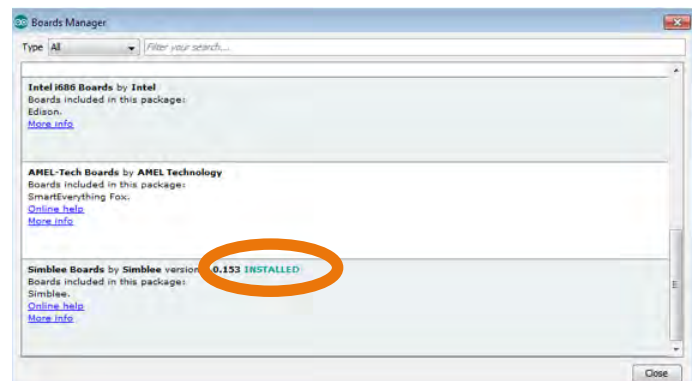 Boards Manager
Type All Filter your search...
Intel i686 Boards by Intel
Boards included in this package:
Edison.
More info
AMEL-Tech Boards by AMEL Technology
Boards included in this package:
SmartEverything Fox.
Online help
More info
Simblee Boards by Simblee version 0.153 INSTALLED
Boards included in this package:
Simblee.
Online help
More info
Close